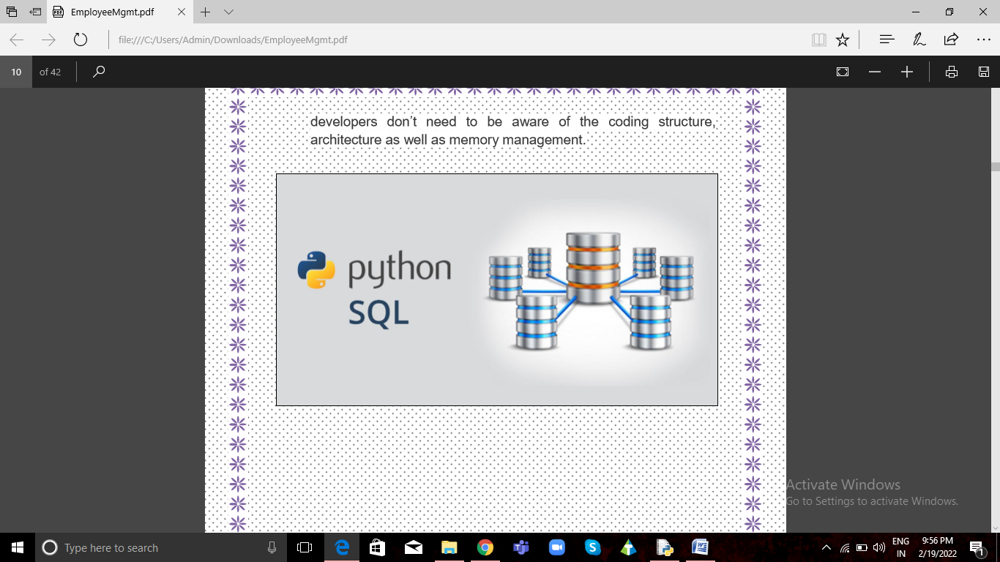 EmployeeMgmt.pdf
file:///C:/Users/Admin/Downloads/EmployeeMgmt.pdf
10 of 42
developers don’t need to be aware of the coding structure,
architecture as well as memory management.
python
SQL
Activate Windows
Go to Settings to activate Windows.
Type here to search
ENG
IN
9:56 PM
2/19/2022
1